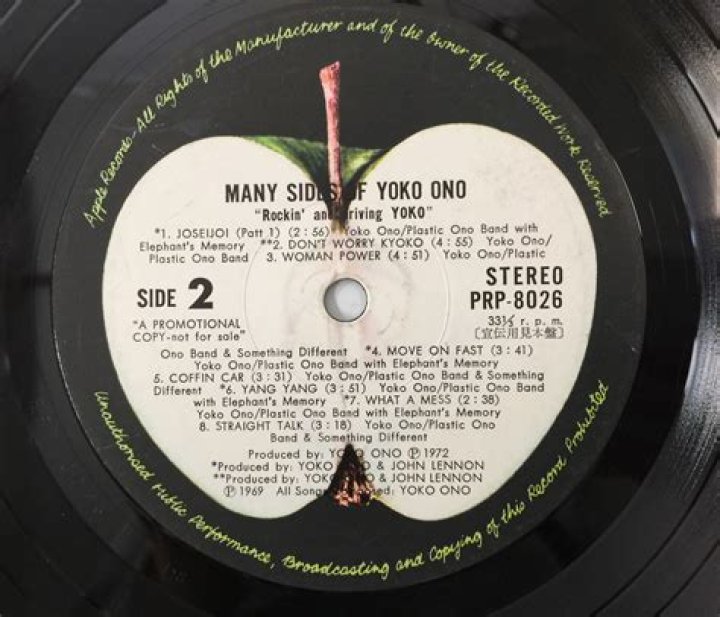 Apple Records-All Rights of the Manufacturer and of the Owner of the Recorded Work Reserved
MANY SIDES OF YOKO ONO
"Rockin' and driving YOKO"
*1. JOSEIJOI (Patt 1) (2:56) Yoko Ono/Plastic Ono Band with
Elephant's Memory **2. DON'T WORRY KYOKO (4:55) Yoko Ono/
Plastic Ono Band 3. WOMAN POWER (4:51) Yoko Ono/Plastic
SIDE 2
STEREO
PRP-8026
"A PROMOTIONAL
COPY-not for sale"
33⅓ r. p. m.
〔宣伝用見本盤〕
Ono Band & Something Different *4. MOVE ON FAST (3:41)
Yoko Ono/Plastic Ono Band with Elephant's Memory
5. COFFIN CAR (3:31) Yoko Ono/Plastic Ono Band & Something
Different *6. YANG YANG (3:51) Yoko Ono/Plastic Ono Band
with Elephant's Memory *7. WHAT A MESS (2:38)
Yoko Ono/Plastic Ono Band with Elephant's Memory
8. STRAIGHT TALK (3:18) Yoko Ono/Plastic Ono
Band & Something Different
Produced by: YOKO ONO ℗ 1972
*Produced by: YOKO ONO & JOHN LENNON
**Produced by: YOKO ONO & JOHN LENNON
℗ 1969 All Songs Composed: YOKO ONO
Unauthorised Public Performance, Broadcasting and Copying of this Record Prohibited